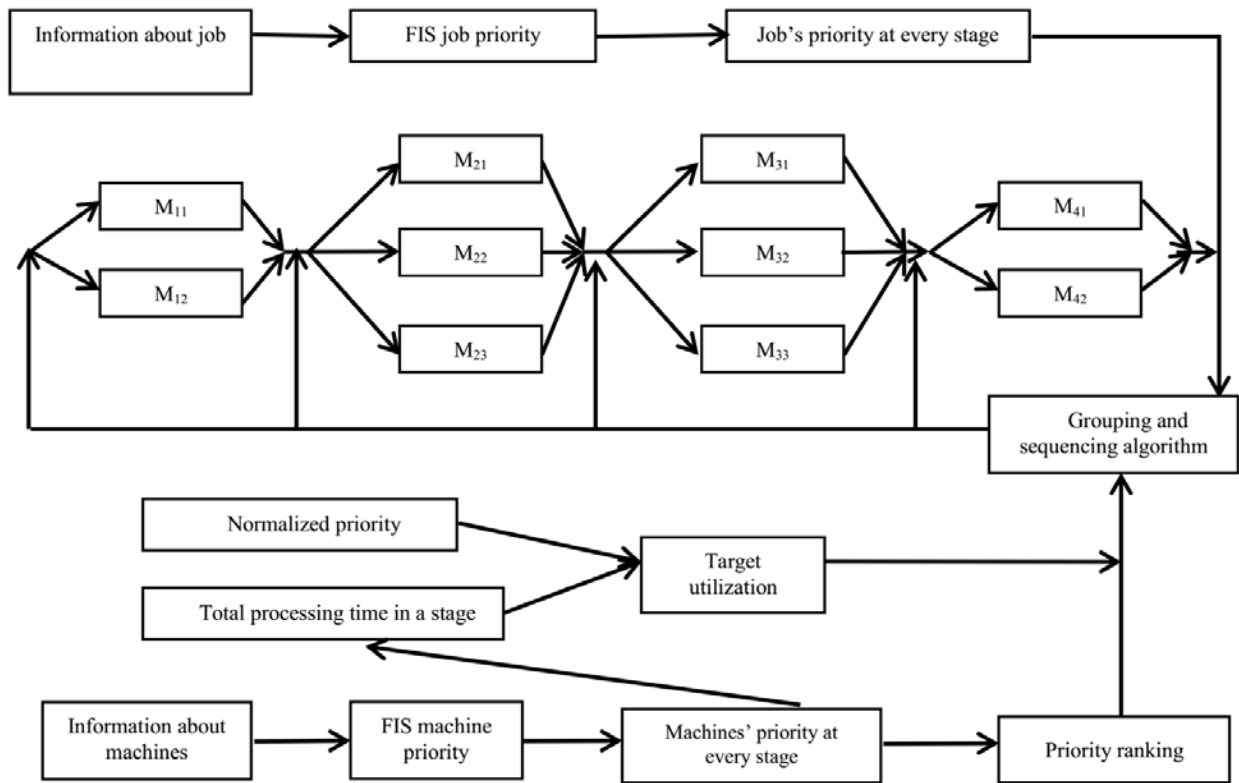 Information about job
FIS job priority
Job's priority at every stage
M₂₁
M₃₁
M₁₁
M₄₁
M₂₂
M₃₂
M₁₂
M₄₂
M₂₃
M₃₃
Grouping and
sequencing algorithm
Normalized priority
Target
utilization
Total processing time in a stage
Information about
machines
FIS machine
priority
Machines' priority at
every stage
Priority ranking